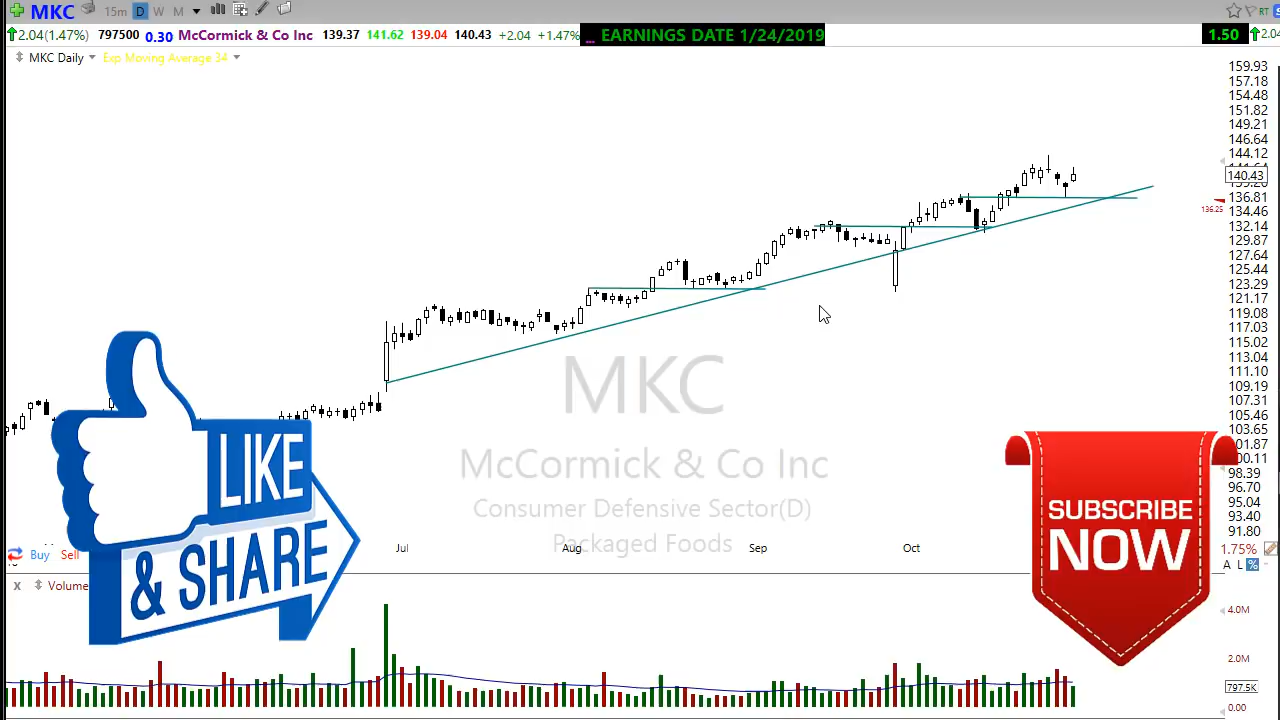 MKC 15m D W M RT
2.04(1.47%) 797500 0.30 McCormick & Co Inc 139.37 141.62 139.04 140.43 +2.04 +1.47% EARNINGS DATE 1/24/2019 1.50 2.04
MKC Daily Exp Moving Average 34
159.93
157.18
154.48
151.82
149.21
146.64
144.12
140.43
136.81
136.25
134.46
132.14
129.87
127.64
125.44
123.29
121.17
119.08
117.03
115.02
113.04
111.10
109.19
107.31
105.46
103.65
101.87
100.11
98.39
96.70
95.04
93.40
91.80
MKC
McCormick & Co Inc
Consumer Defensive Sector(D)
Packaged Foods
LIKE
& SHARE
SUBSCRIBE
NOW
Buy Sell
Jul Aug Sep Oct
1.75%
A L %
X Volume
4.0M
2.0M
797.5K
0.00